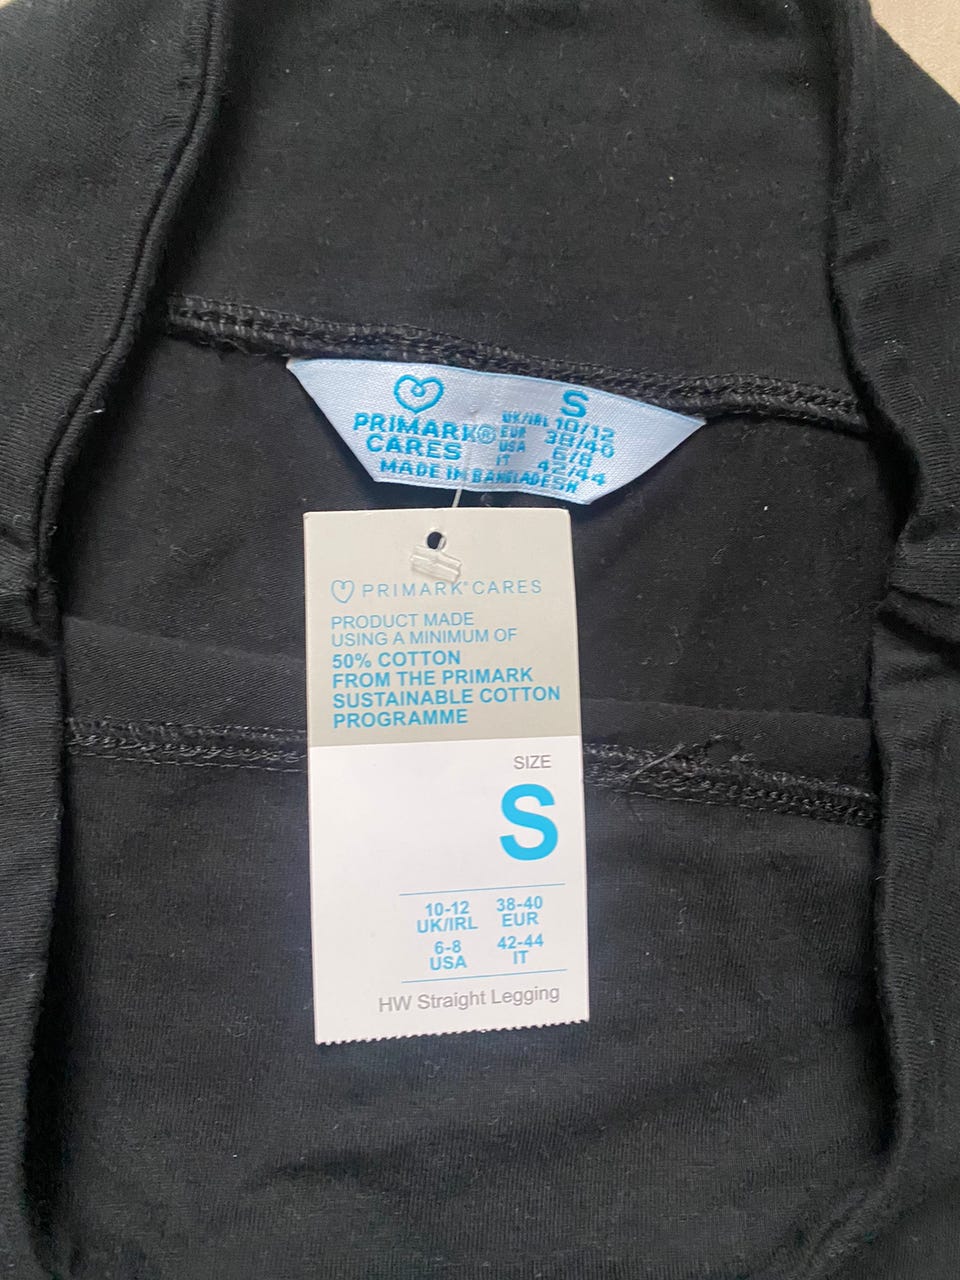 PRIMARK®
CARES
MADE IN BANGLADESH
S
UK/IRL 10/12
EUR 38/40
USA 6/8
IT 42/44
PRIMARK® CARES
PRODUCT MADE
USING A MINIMUM OF
50% COTTON
FROM THE PRIMARK
SUSTAINABLE COTTON
PROGRAMME
SIZE
S
10-12 38-40
UK/IRL EUR
6-8 42-44
USA IT
HW Straight Legging